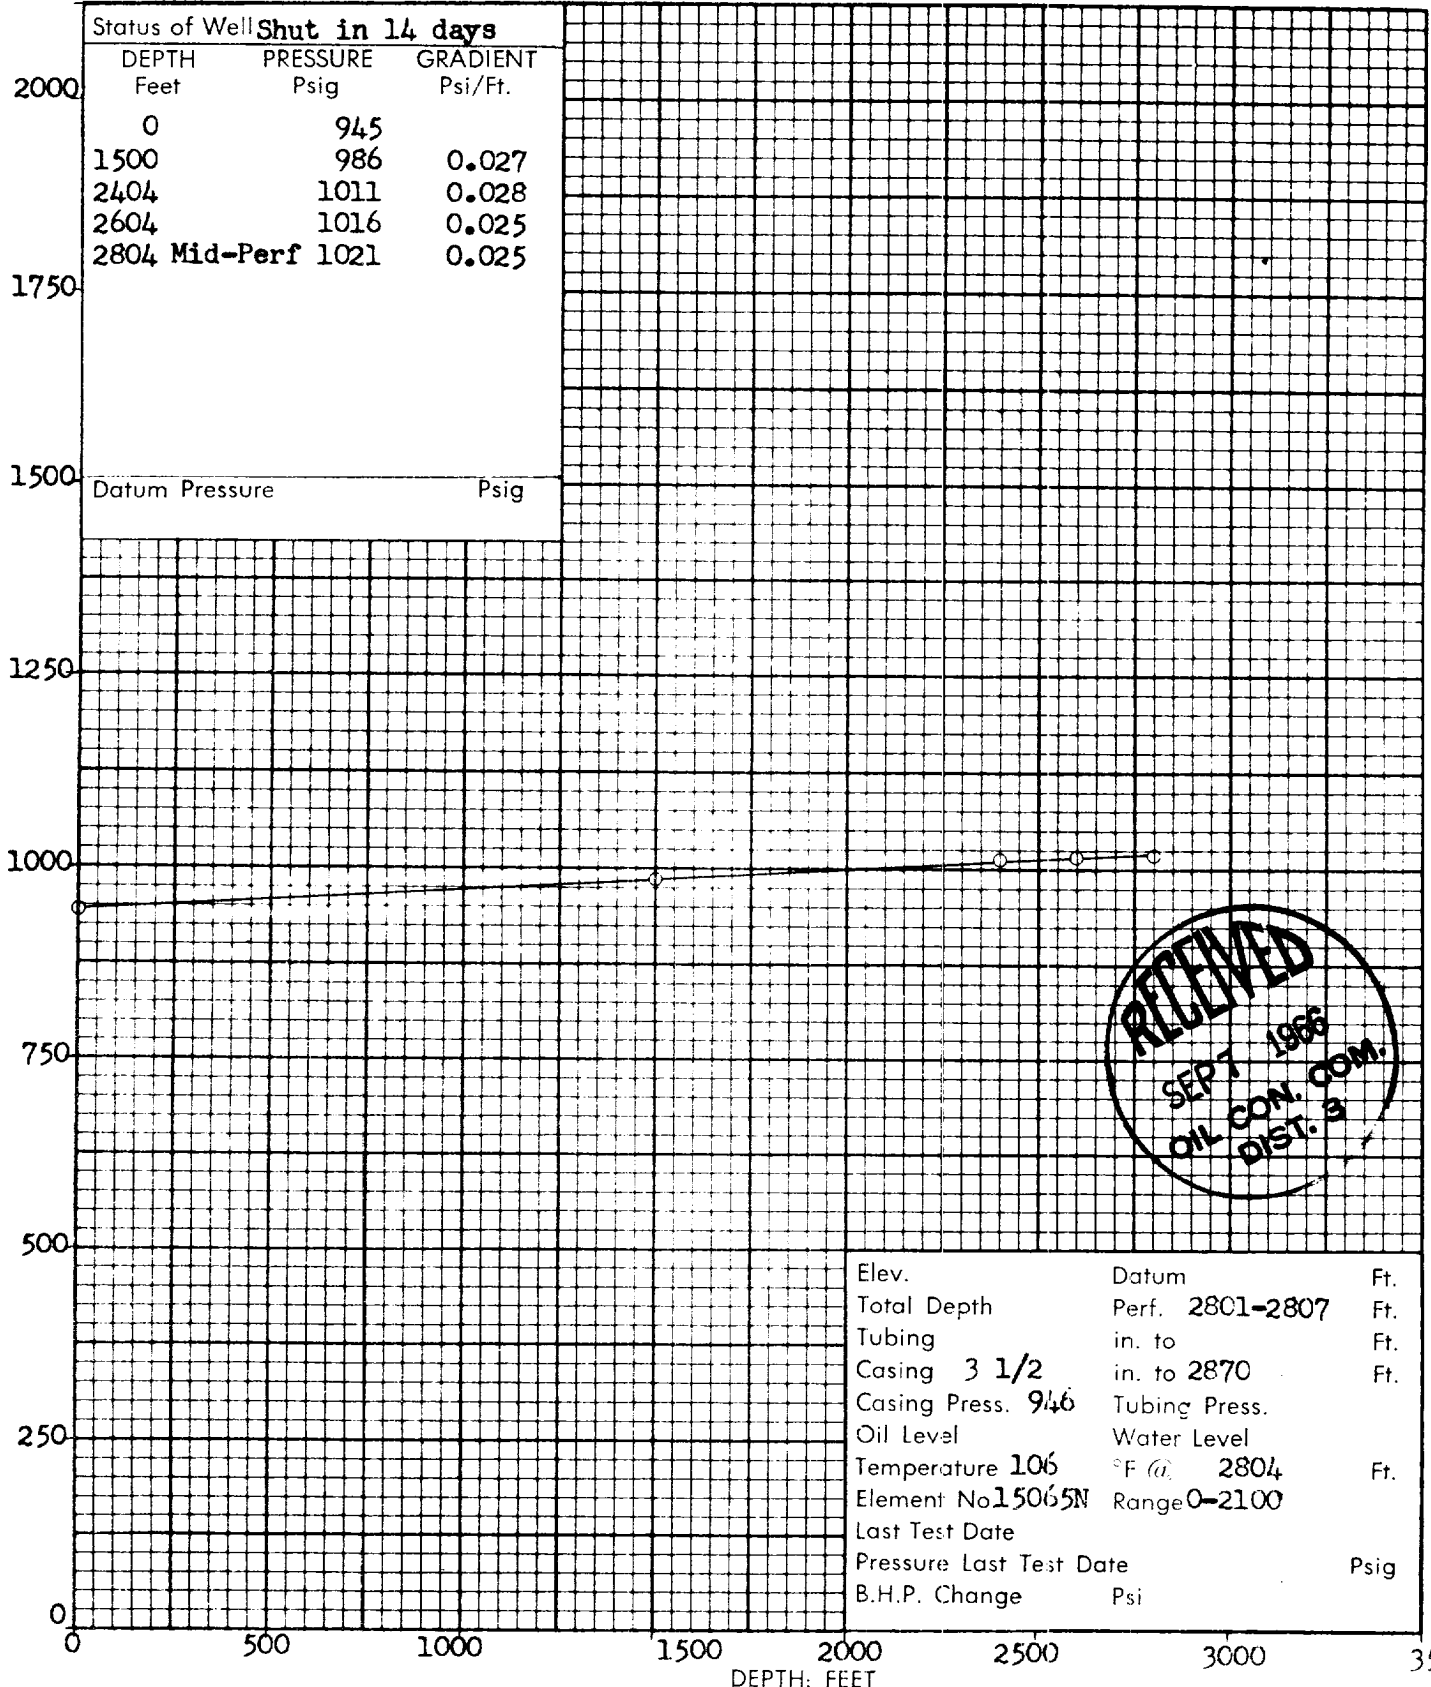 Status of Well Shut in 14 days
DEPTH PRESSURE GRADIENT
Feet Psig Psi/Ft.
0 945
1500 986 0.027
2404 1011 0.028
2604 1016 0.025
2804 Mid-Perf 1021 0.025
Datum Pressure Psig
2000
1750
1500
1250
1000
750
500
250
0
RECEIVED
SEP 7 1966
OIL CON. COM.
DIST. 3
Elev. Datum Ft.
Total Depth Perf. 2801-2807 Ft.
Tubing in. to Ft.
Casing 3 1/2 in. to 2870 Ft.
Casing Press. 946 Tubing Press.
Oil Level Water Level
Temperature 106 °F @ 2804 Ft.
Element No 15065N Range 0-2100
Last Test Date
Pressure Last Test Date Psig
B.H.P. Change Psi
0 500 1000 1500 2000 2500 3000
DEPTH: FEET